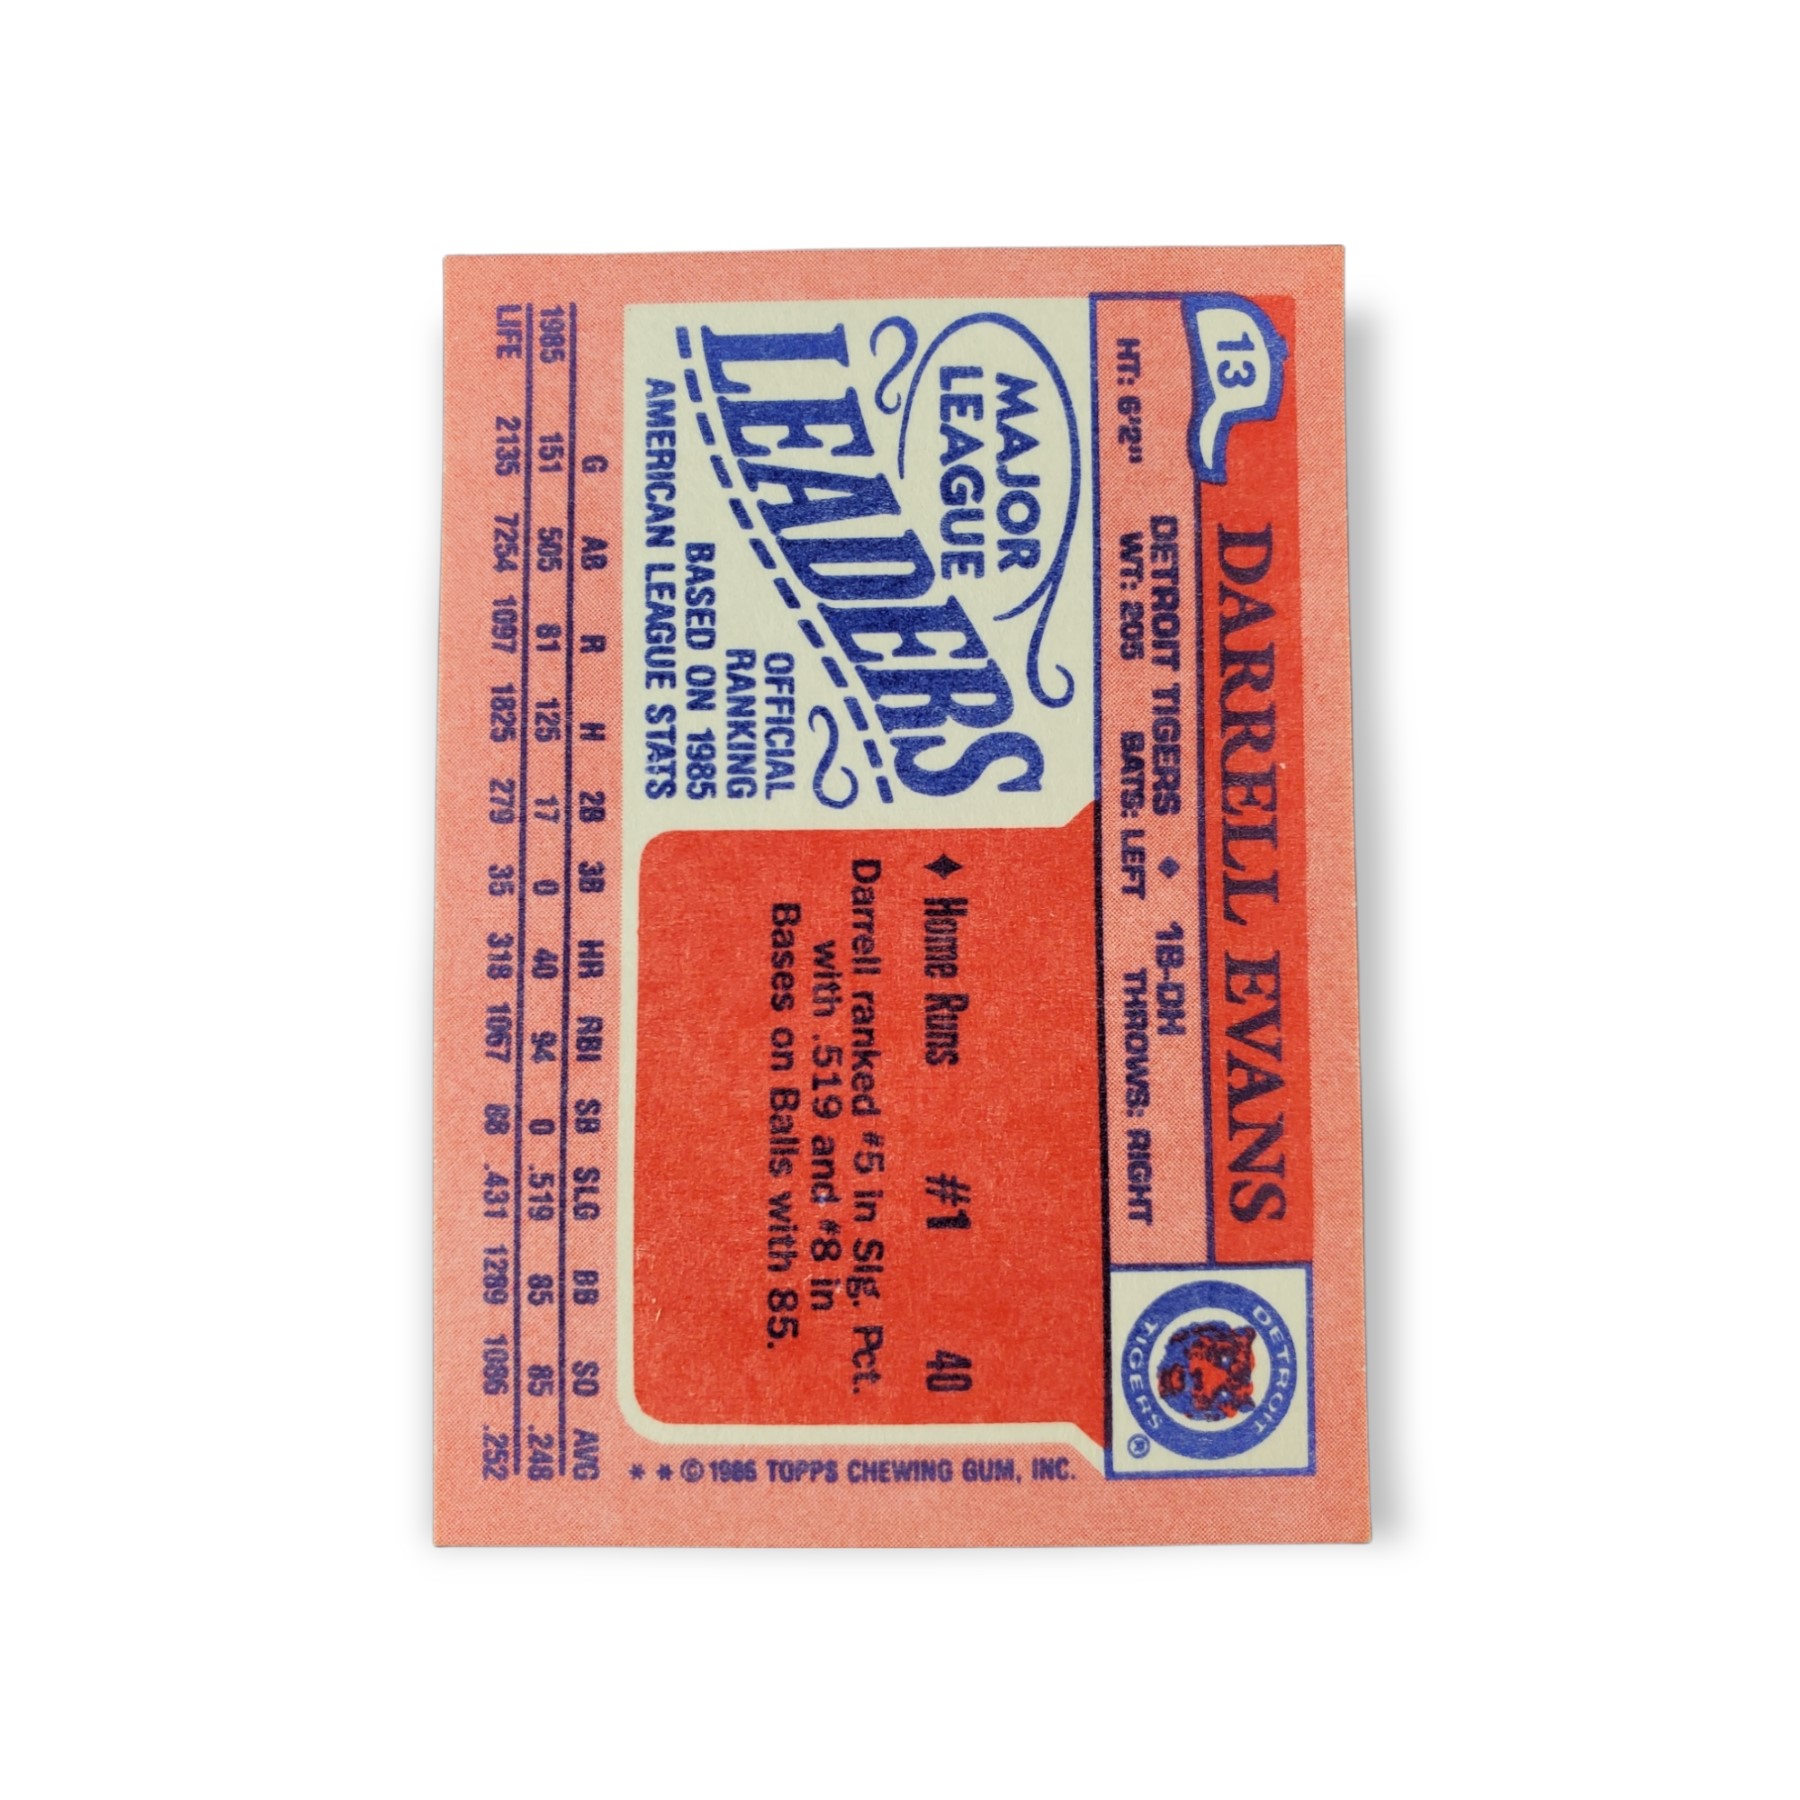 13
DARRELL EVANS
DETROIT TIGERS ◆ 1B-DH
HT: 6'2" WT: 205 BATS: LEFT THROWS: RIGHT
DETROIT
TIGERS
®
MAJOR
LEAGUE
LEADERS
OFFICIAL
RANKING
BASED ON 1985
AMERICAN LEAGUE STATS
✦ Home Runs #1 40
Darrell ranked #5 in Slg. Pct.
with .519 and #8 in
Bases on Balls with 85.
* * © 1986 TOPPS CHEWING GUM, INC.
G AB R H 2B 3B HR RBI SB SLG BB SO AVG
1985 151 505 81 125 17 0 40 94 0 .519 85 85 .248
LIFE 2135 7254 1097 1825 279 35 318 1067 88 .431 1289 1086 .252